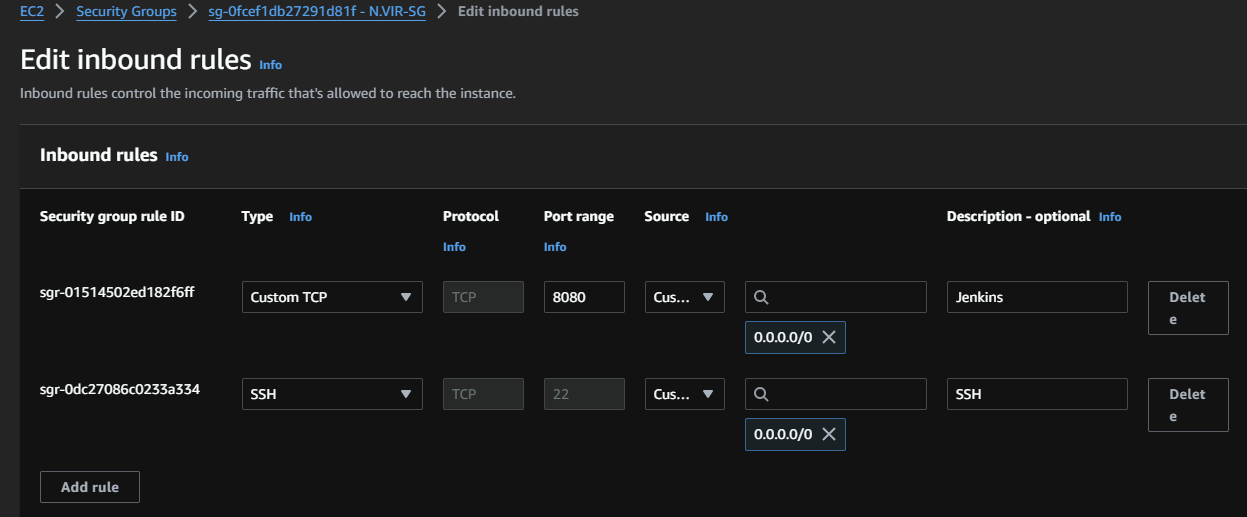 EC2 > Security Groups > sg-0fcef1db27291d81f - N.VIR-SG > Edit inbound rules
Edit inbound rules Info
Inbound rules control the incoming traffic that's allowed to reach the instance.
Inbound rules Info
Security group rule ID Type Info Protocol Port range Source Info Description - optional Info
Info Info
sgr-01514502ed182f6ff Custom TCP TCP 8080 Cus... Jenkins Delet
e
0.0.0.0/0
sgr-0dc27086c0233a334 SSH TCP 22 Cus... SSH Delet
e
0.0.0.0/0
Add rule